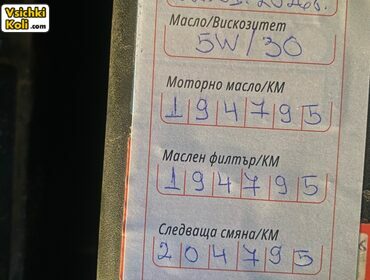 Vsichki
Koli .com
Масло/Вискозитет
5W/30
Моторно масло/КМ
194795
Маслен филтър/КМ
194795
Следваща смяна/КМ
204795